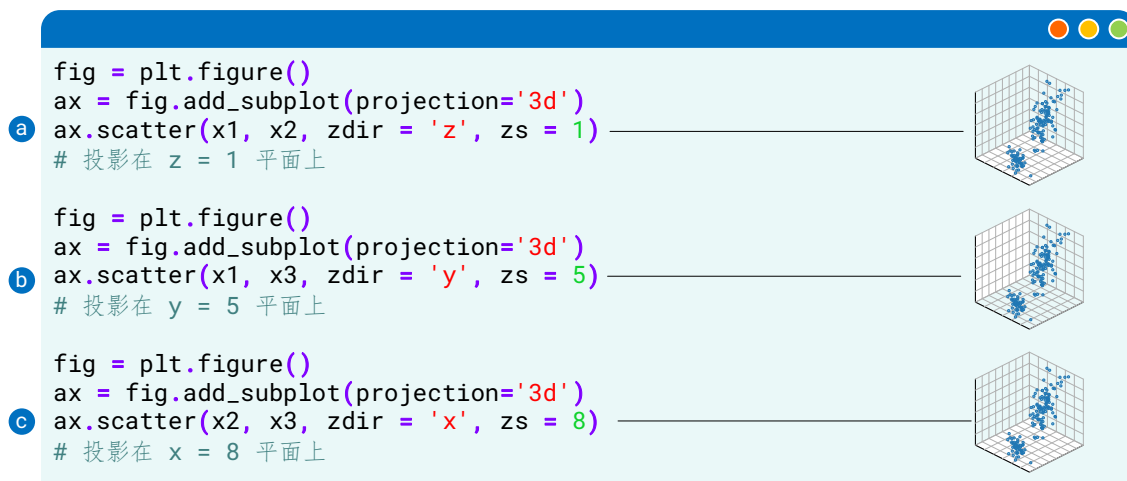 fig = plt.figure()
ax = fig.add_subplot(projection='3d')
a ax.scatter(x1, x2, zdir = 'z', zs = 1)
# 投影在 z = 1 平面上
fig = plt.figure()
ax = fig.add_subplot(projection='3d')
b ax.scatter(x1, x3, zdir = 'y', zs = 5)
# 投影在 y = 5 平面上
fig = plt.figure()
ax = fig.add_subplot(projection='3d')
c ax.scatter(x2, x3, zdir = 'x', zs = 8)
# 投影在 x = 8 平面上